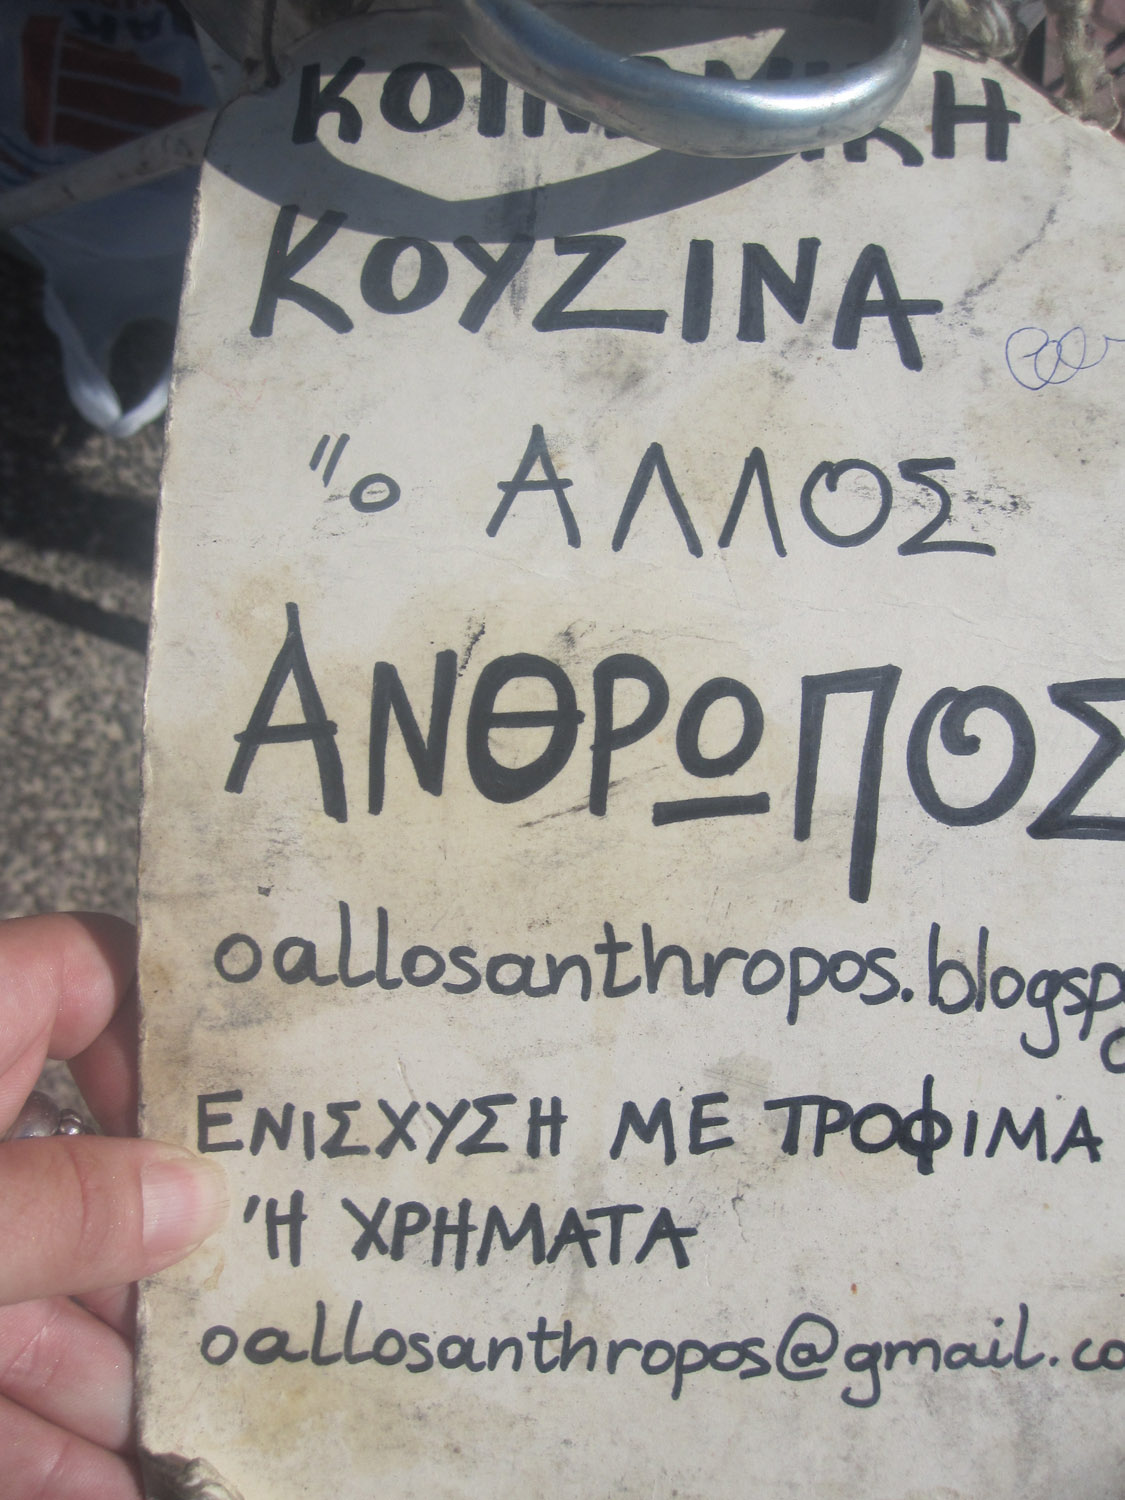 ΚΟΥΖΙΝΑ
"ο ΑΛΛΟΣ
ΑΝΘΡΩΠΟΣ
oallosanthropos.blogsp
ΕΝΙΣΧΥΣΗ ΜΕ ΤΡΟΦΙΜΑ
'Η ΧΡΗΜΑΤΑ
oallosanthropos@gmail.co